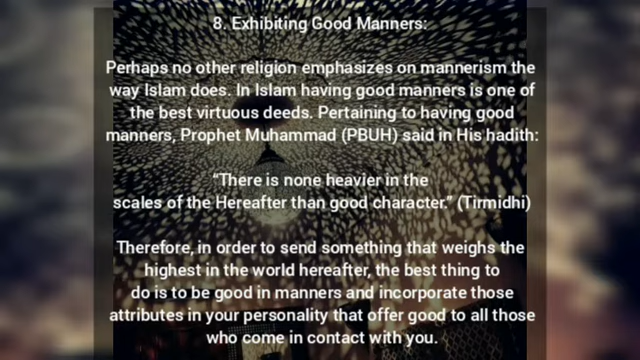 8. Exhibiting Good Manners:
Perhaps no other religion emphasizes on mannerism the
way Islam does. In Islam having good manners is one of
the best virtuous deeds. Pertaining to having good
manners, Prophet Muhammad (PBUH) said in His hadith:
“There is none heavier in the
scales of the Hereafter than good character.” (Tirmidhi)
Therefore, in order to send something that weighs the
highest in the world hereafter, the best thing to
do is to be good in manners and incorporate those
attributes in your personality that offer good to all those
who come in contact with you.